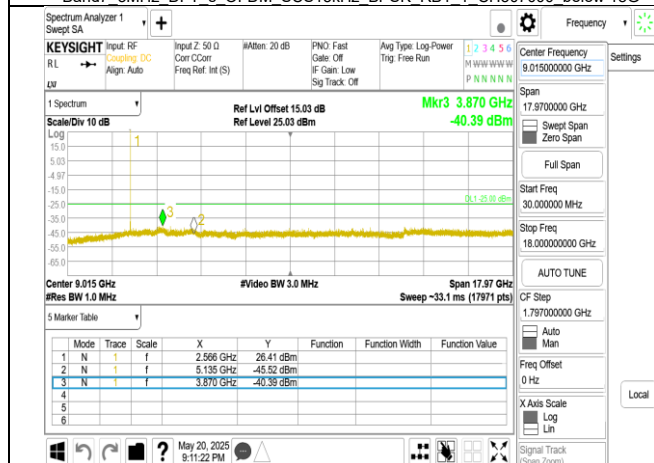 Spectrum Analyzer 1
Swept SA
Frequency
KEYSIGHT
RL
Input: RF
Coupling: DC
Align: Auto
Input Z: 50 Ω
Corr CCorr
Freq Ref: Int (S)
#Atten: 20 dB
PNO: Fast
Gate: Off
IF Gain: Low
Sig Track: Off
Avg Type: Log-Power
Trig: Free Run
1 2 3 4 5 6
M W W W W W
P N N N N N
Center Frequency
9.015000000 GHz
Settings
1 Spectrum
Scale/Div 10 dB
Ref Lvl Offset 15.03 dB
Ref Level 25.03 dBm
Mkr3 3.870 GHz
-40.39 dBm
Span
17.9700000 GHz
Swept Span
Zero Span
Log
15.0
5.03
-4.97
-15.0
-25.0
-35.0
-45.0
-55.0
-65.0
1
3
2
DL1 -25.00 dBm
Full Span
Start Freq
30.000000 MHz
Stop Freq
18.000000000 GHz
AUTO TUNE
Center 9.015 GHz
#Res BW 1.0 MHz
#Video BW 3.0 MHz
Span 17.97 GHz
Sweep ~33.1 ms (17971 pts)
CF Step
1.797000000 GHz
Auto
Man
5 Marker Table
Mode Trace Scale X Y Function Function Width Function Value
1 N 1 f 2.566 GHz 26.41 dBm
2 N 1 f 5.135 GHz -45.52 dBm
3 N 1 f 3.870 GHz -40.39 dBm
4
5
6
Freq Offset
0 Hz
X Axis Scale
Log
Lin
Local
Signal Track
(Span Zoom)
May 20, 2025
9:11:22 PM
?